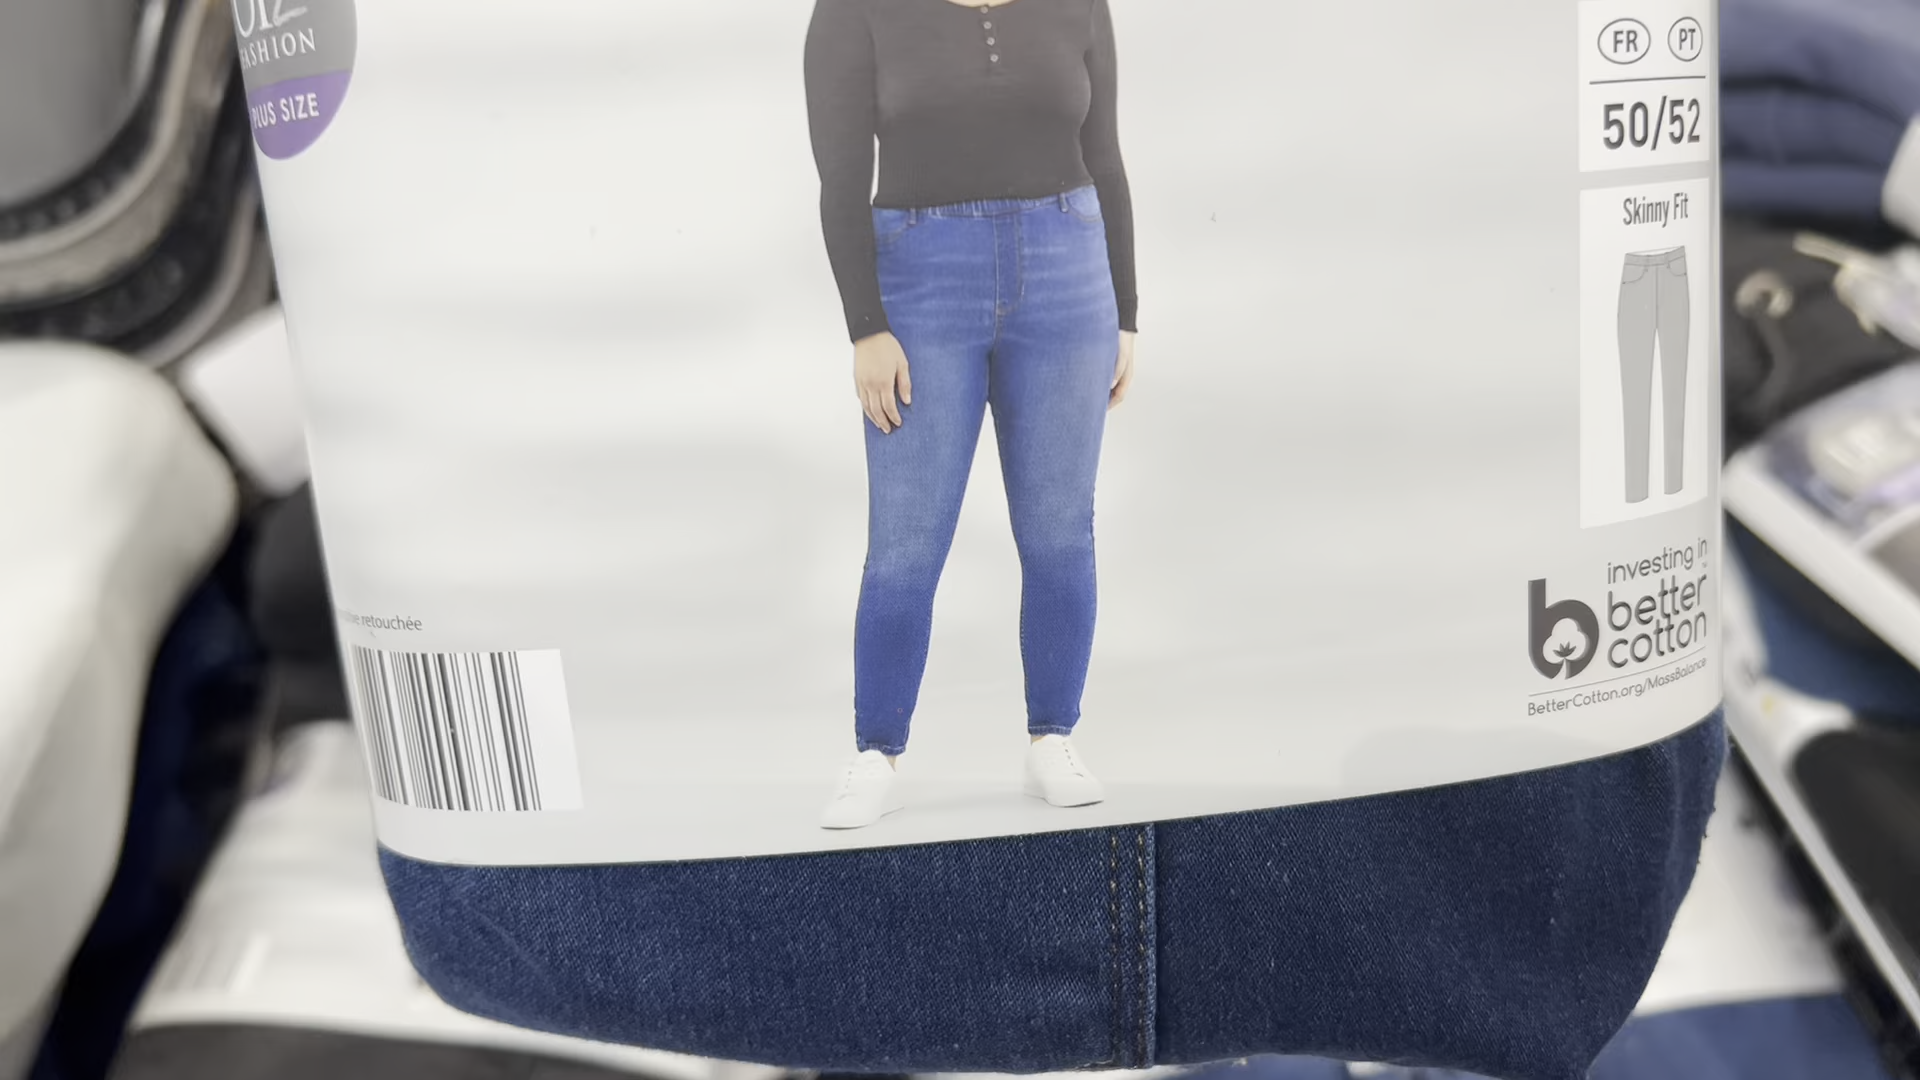 FASHION
PLUS SIZE
FR PT
50/52
Skinny Fit
investing in
better
cotton
BetterCotton.org/MassBalance
retouchée